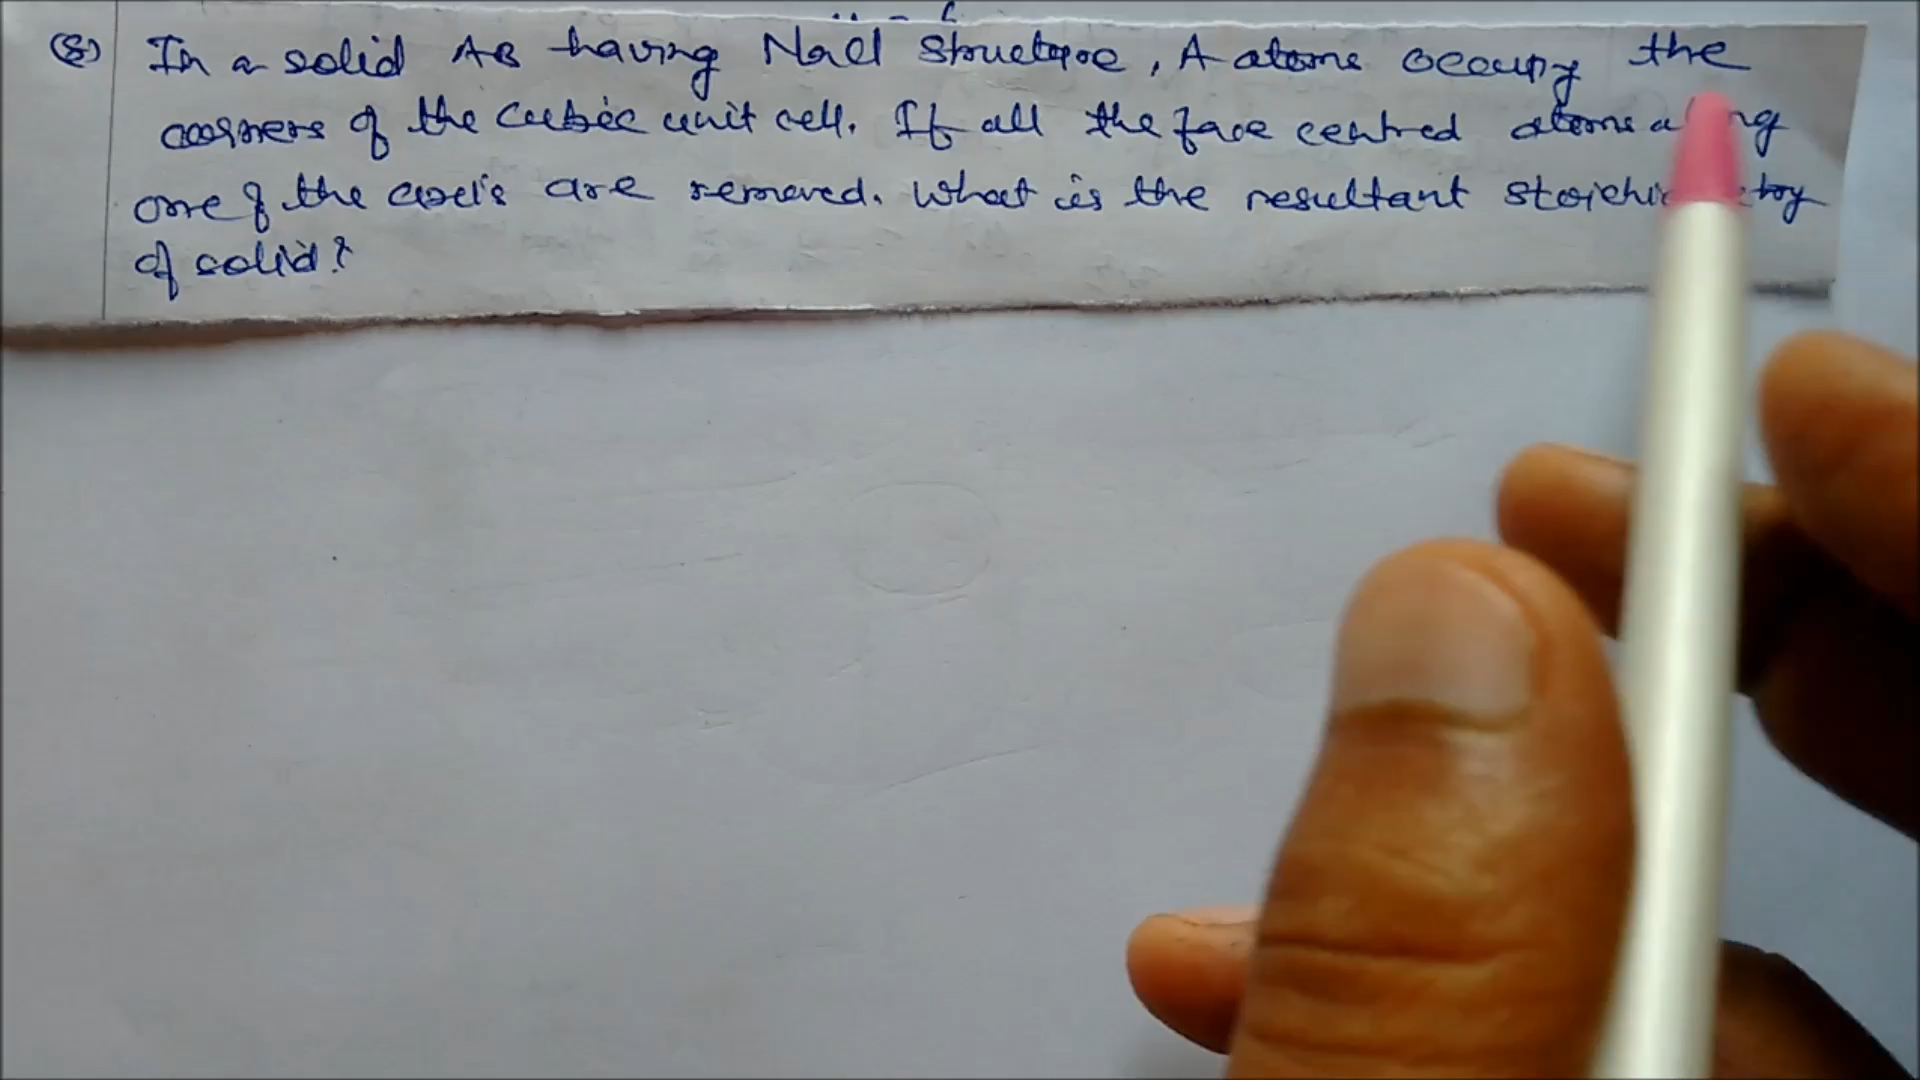 (8) In a solid AB having NaCl structure, A atoms occupy the
corners of the cubic unit cell. If all the face centred atoms
one of the axis are removed. What is the resultant
of solid?